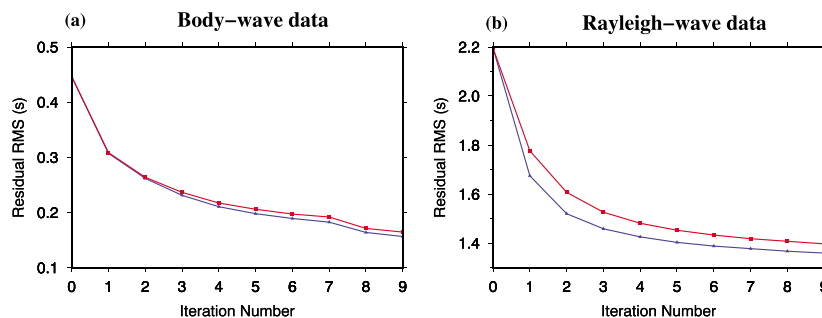 (a) Body-wave data
0.5
0.4
0.3
0.2
0.1
Residual RMS (s)
0 1 2 3 4 5 6 7 8 9
Iteration Number
(b) Rayleigh-wave data
2.2
2.0
1.8
1.6
1.4
Residual RMS (s)
0 1 2 3 4 5 6 7 8 9
Iteration Number